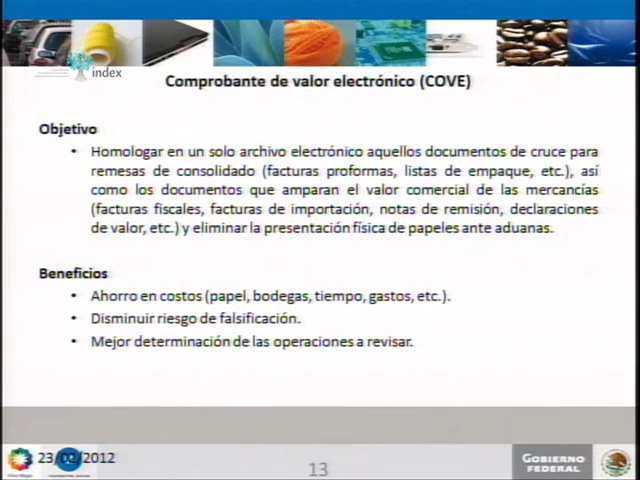 index
Comprobante de valor electrónico (COVE)
Objetivo
• Homologar en un solo archivo electrónico aquellos documentos de cruce para
remesas de consolidado (facturas proformas, listas de empaque, etc.), así
como los documentos que amparan el valor comercial de las mercancías
(facturas fiscales, facturas de importación, notas de remisión, declaraciones
de valor, etc.) y eliminar la presentación física de papeles ante aduanas.
Beneficios
• Ahorro en costos (papel, bodegas, tiempo, gastos, etc.).
• Disminuir riesgo de falsificación.
• Mejor determinación de las operaciones a revisar.
23/02/2012
13
GOBIERNO
FEDERAL